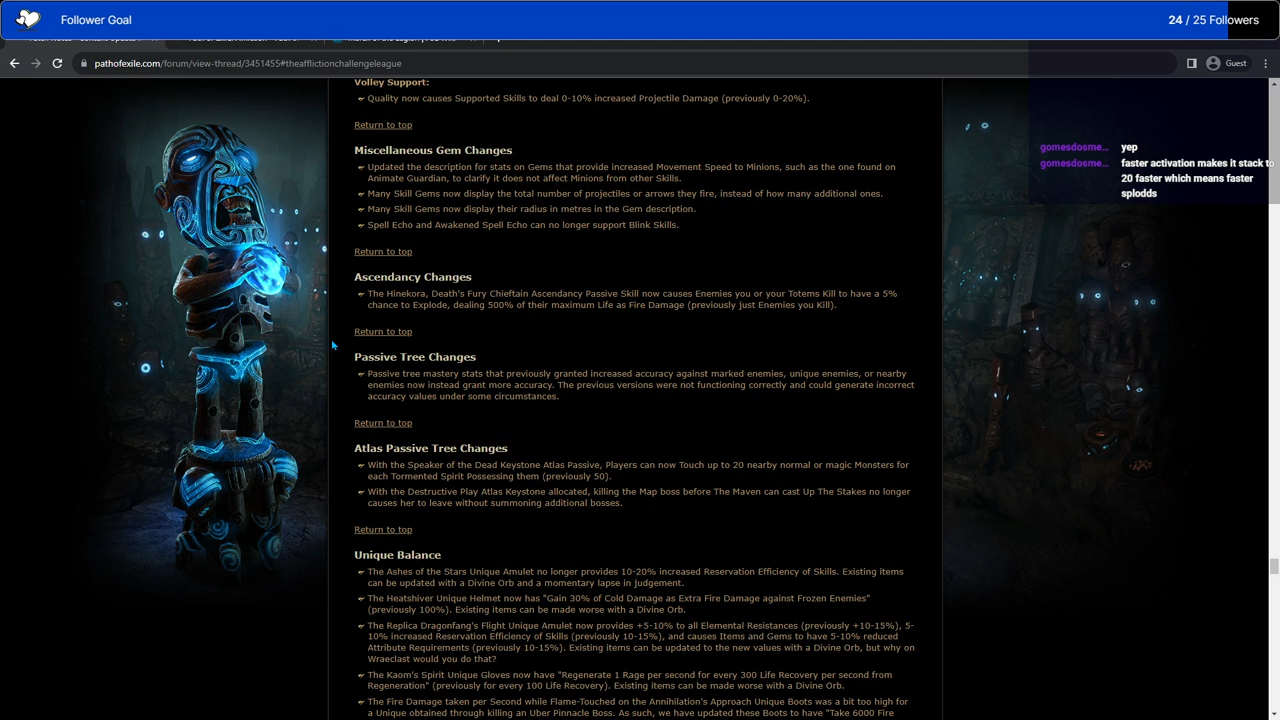 Follower Goal
24 / 25 Followers
pathofexile.com/forum/view-thread/3451455#theafflictionchallengeleague
Guest
gomesdosme... yep
gomesdosme... faster activation makes it stack to
20 faster which means faster
splodds
Volley Support:
Quality now causes Supported Skills to deal 0-10% increased Projectile Damage (previously 0-20%).
Return to top
Miscellaneous Gem Changes
Updated the description for stats on Gems that provide increased Movement Speed to Minions, such as the one found on
Animate Guardian, to clarify it does not affect Minions from other Skills.
Many Skill Gems now display the total number of projectiles or arrows they fire, instead of how many additional ones.
Many Skill Gems now display their radius in metres in the Gem description.
Spell Echo and Awakened Spell Echo can no longer support Blink Skills.
Return to top
Ascendancy Changes
The Hinekora, Death's Fury Chieftain Ascendancy Passive Skill now causes Enemies you or your Totems Kill to have a 5%
chance to Explode, dealing 500% of their maximum Life as Fire Damage (previously just Enemies you Kill).
Return to top
Passive Tree Changes
Passive tree mastery stats that previously granted increased accuracy against marked enemies, unique enemies, or nearby
enemies now instead grant more accuracy. The previous versions were not functioning correctly and could generate incorrect
accuracy values under some circumstances.
Return to top
Atlas Passive Tree Changes
With the Speaker of the Dead Keystone Atlas Passive, Players can now Touch up to 20 nearby normal or magic Monsters for
each Tormented Spirit Possessing them (previously 50).
With the Destructive Play Atlas Keystone allocated, killing the Map boss before The Maven can cast Up The Stakes no longer
causes her to leave without summoning additional bosses.
Return to top
Unique Balance
The Ashes of the Stars Unique Amulet no longer provides 10-20% increased Reservation Efficiency of Skills. Existing items
can be updated with a Divine Orb and a momentary lapse in judgement.
The Heatshiver Unique Helmet now has "Gain 30% of Cold Damage as Extra Fire Damage against Frozen Enemies"
(previously 100%). Existing items can be made worse with a Divine Orb.
The Replica Dragonfang's Flight Unique Amulet now provides +5-10% to all Elemental Resistances (previously +10-15%), 5-
10% increased Reservation Efficiency of Skills (previously 10-15%), and causes Items and Gems to have 5-10% reduced
Attribute Requirements (previously 10-15%). Existing items can be updated to the new values with a Divine Orb, but why on
Wraeclast would you do that?
The Kaom's Spirit Unique Gloves now have "Regenerate 1 Rage per second for every 300 Life Recovery per second from
Regeneration" (previously for every 100 Life Recovery). Existing items can be made worse with a Divine Orb.
The Fire Damage taken per Second while Flame-Touched on the Annihilation's Approach Unique Boots was a bit too high for
a Unique obtained through killing an Uber Pinnacle Boss. As such, we have updated these Boots to have "Take 6000 Fire